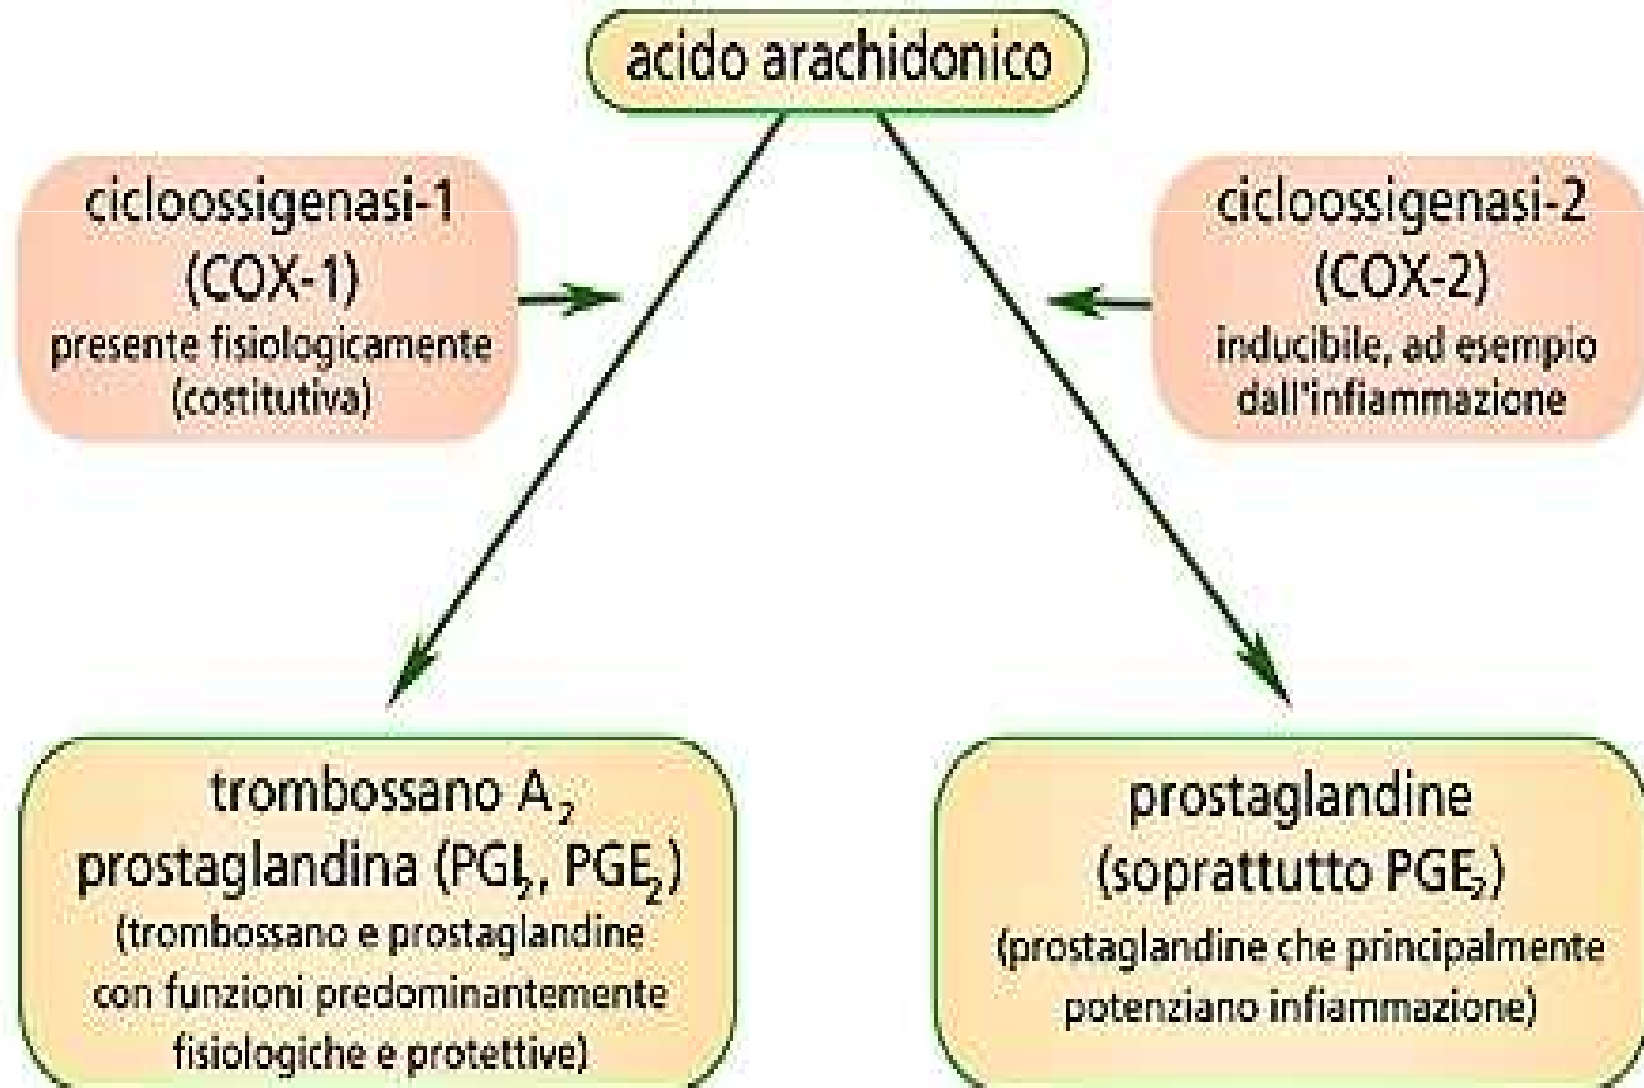 acido arachidonico
cicloossigenasi-1
(COX-1)
presente fisiologicamente
(costitutiva)
cicloossigenasi-2
(COX-2)
inducibile, ad esempio
dall'infiammazione
trombossano A₂
prostaglandina (PGI₂, PGE₂)
(trombossano e prostaglandine
con funzioni predominantemente
fisiologiche e protettive)
prostaglandine
(soprattutto PGE₂)
(prostaglandine che principalmente
potenziano infiammazione)